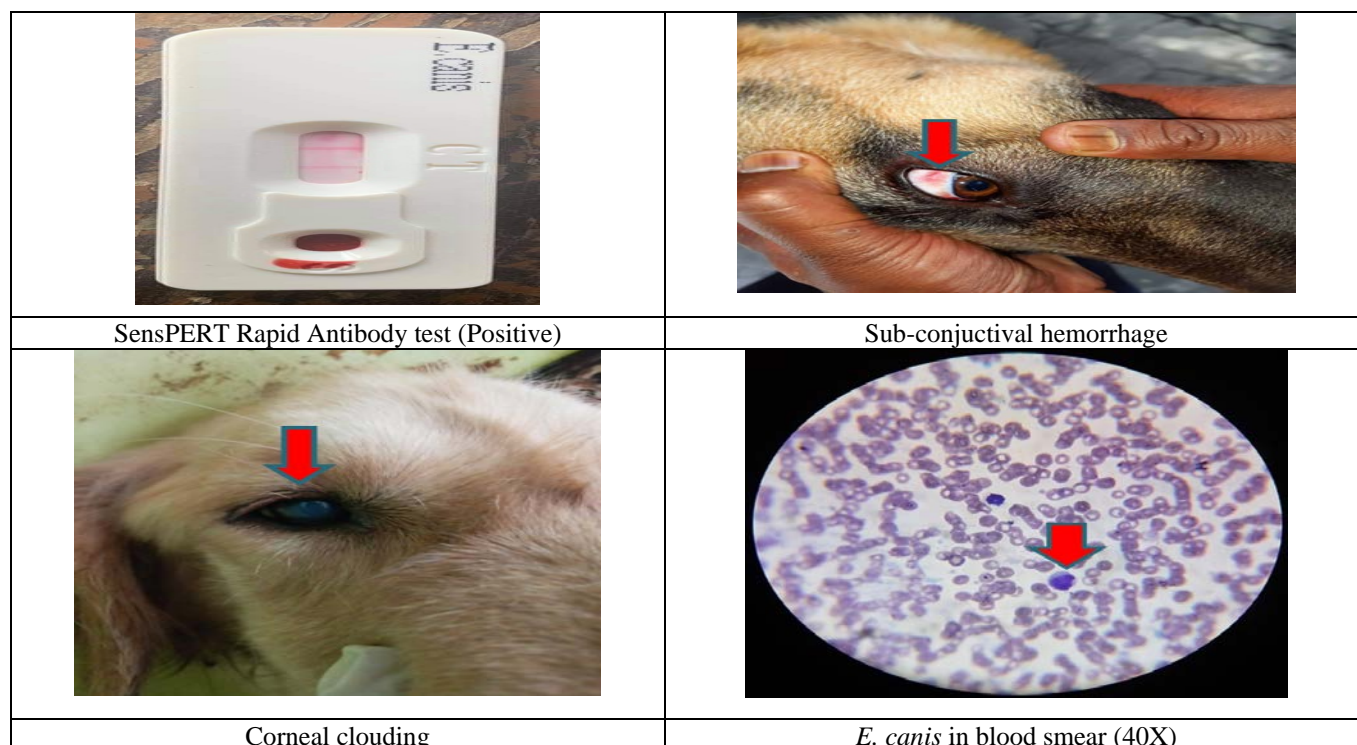 E. canis
C T
SensPERT Rapid Antibody test (Positive)
Sub-conjuctival hemorrhage
Corneal clouding
E. canis in blood smear (40X)